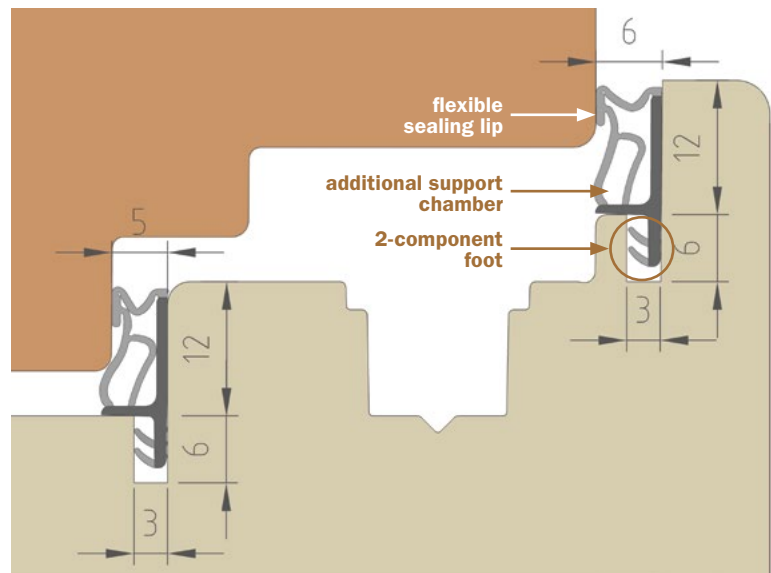 6
flexible
sealing lip
12
additional support
chamber
5
2-component
foot
6
3
12
6
3